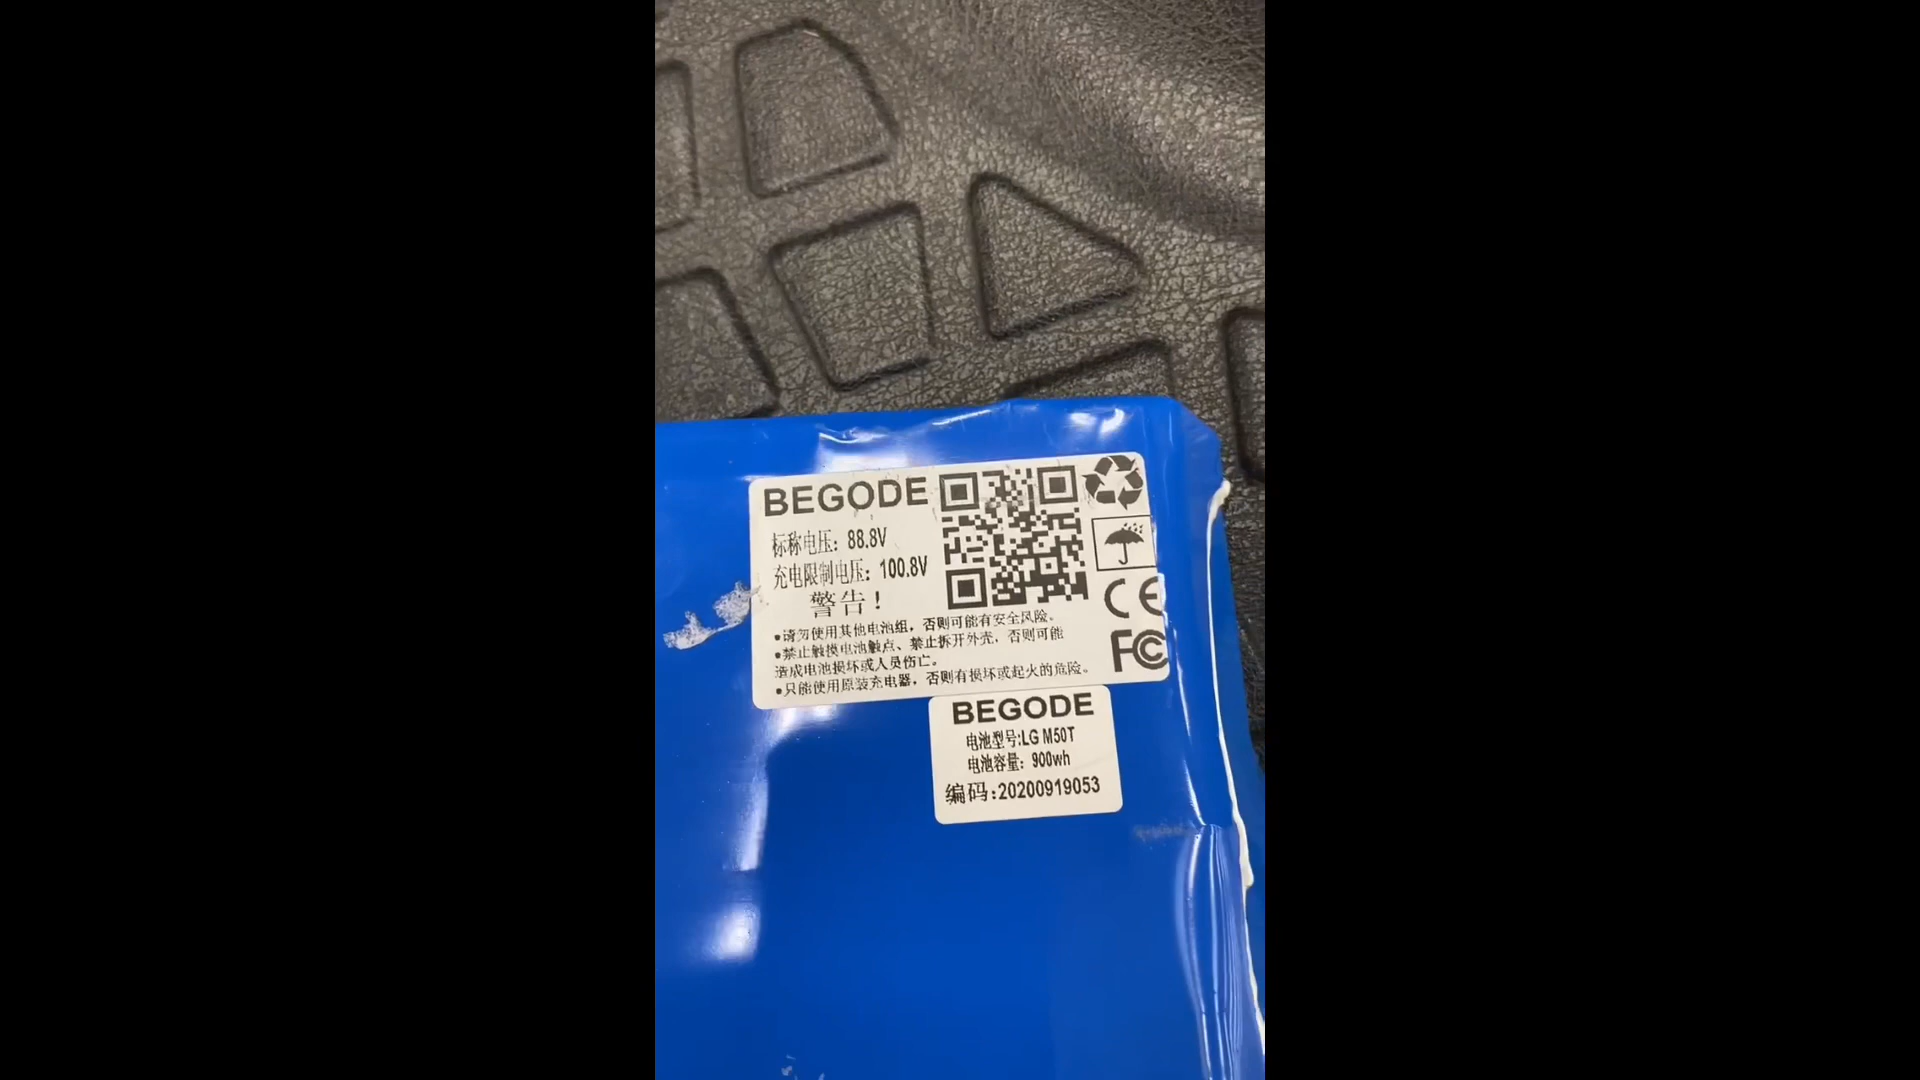 BEGODE
标称电压: 88.8V
充电限制电压: 100.8V
警告!
●请勿使用其他电池组，否则可能有安全风险。
●禁止触摸电池触点、禁止拆开外壳，否则可能
造成电池损坏或人员伤亡。
●只能使用原装充电器，否则有损坏或起火的危险。
CE
FC
BEGODE
电池型号:LG M50T
电池容量: 900wh
编码:20200919053